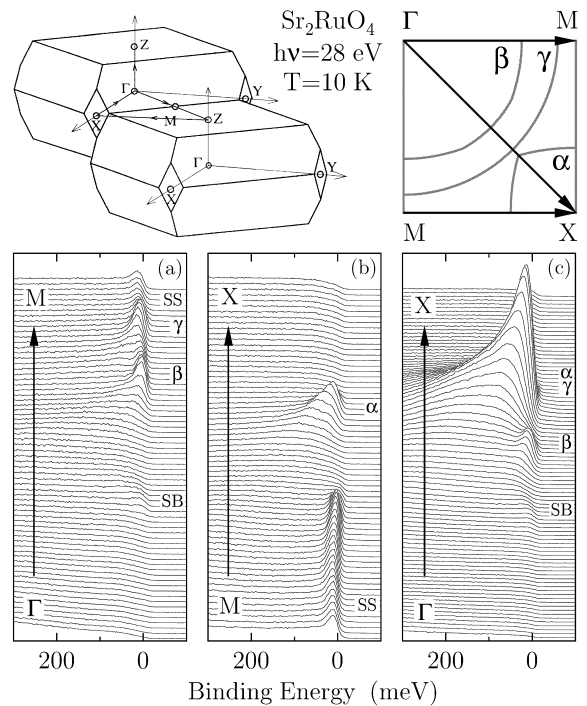 Sr₂RuO₄
hν=28 eV
T=10 K
Z
Γ
Y
X
M
Z
Γ
Y
X
Γ
M
β
γ
α
M
X
(a)
M
SS
γ
β
SB
Γ
(b)
X
α
M
SS
(c)
X
α
γ
β
SB
Γ
200
0
200
0
200
0
Binding Energy (meV)